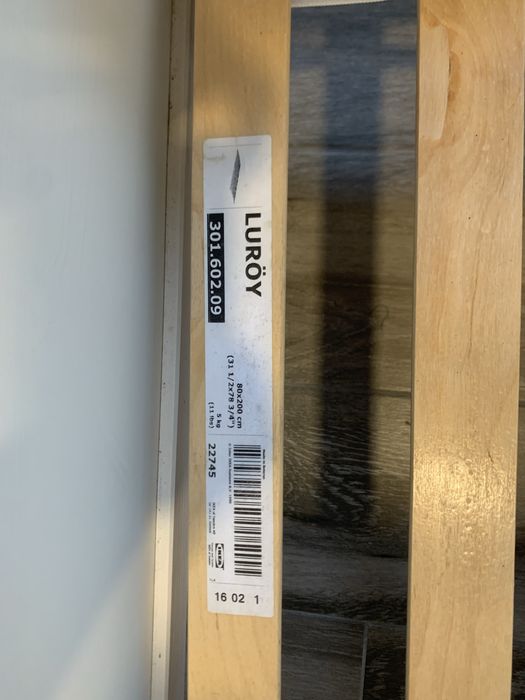 LURÖY
301.602.09
80x200 cm
(31 1/2x78 3/4")
5 kg
(11 lbs)
22745
IKEA
16 02 1